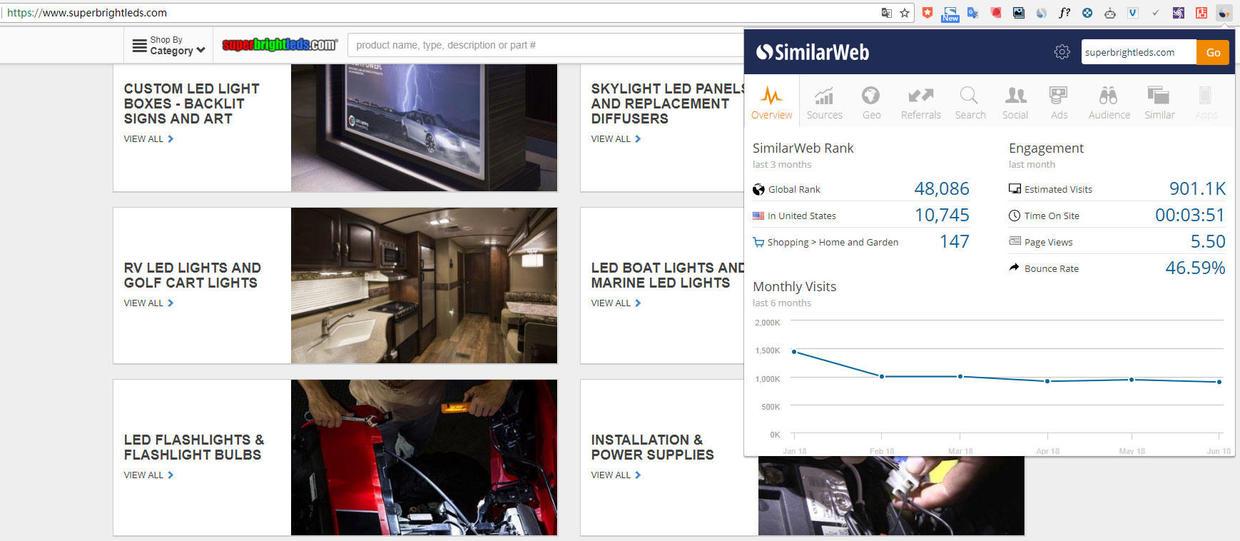 https://www.superbrightleds.com
New
f?
V
Shop By
Category
superbrightleds.com
product name, type, description or part #
CUSTOM LED LIGHT
BOXES - BACKLIT
SIGNS AND ART
VIEW ALL
SKYLIGHT LED PANELS
AND REPLACEMENT
DIFFUSERS
VIEW ALL
RV LED LIGHTS AND
GOLF CART LIGHTS
VIEW ALL
LED BOAT LIGHTS AND
MARINE LED LIGHTS
VIEW ALL
LED FLASHLIGHTS &
FLASHLIGHT BULBS
VIEW ALL
INSTALLATION &
POWER SUPPLIES
VIEW ALL
SimilarWeb
superbrightleds.com
Go
Overview
Sources
Geo
Referrals
Search
Social
Ads
Audience
Similar
Apps
SimilarWeb Rank
last 3 months
Global Rank 48,086
In United States 10,745
Shopping > Home and Garden 147
Engagement
last month
Estimated Visits 901.1K
Time On Site 00:03:51
Page Views 5.50
Bounce Rate 46.59%
Monthly Visits
last 6 months
2,000K
1,500K
1,000K
500K
0K
Jan 18
Feb 18
Mar 18
Apr 18
May 18
Jun 18